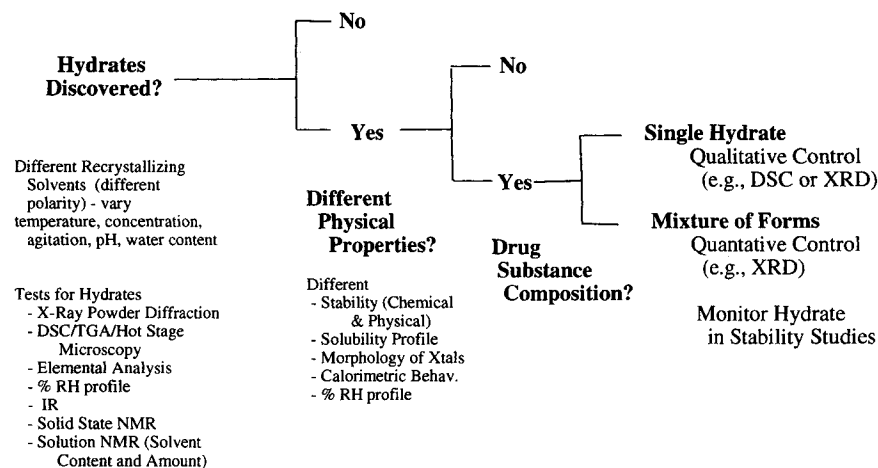 Hydrates
Discovered?
No
Yes
Different Recrystallizing
Solvents (different
polarity) - vary
temperature, concentration,
agitation, pH, water content
Tests for Hydrates
- X-Ray Powder Diffraction
- DSC/TGA/Hot Stage
Microscopy
- Elemental Analysis
- % RH profile
- IR
- Solid State NMR
- Solution NMR (Solvent
Content and Amount)
Different
Physical
Properties?
No
Yes
Different
- Stability (Chemical
& Physical)
- Solubility Profile
- Morphology of Xtals
- Calorimetric Behav.
- % RH profile
Drug
Substance
Composition?
Single Hydrate
Qualitative Control
(e.g., DSC or XRD)
Mixture of Forms
Quantative Control
(e.g., XRD)
Monitor Hydrate
in Stability Studies